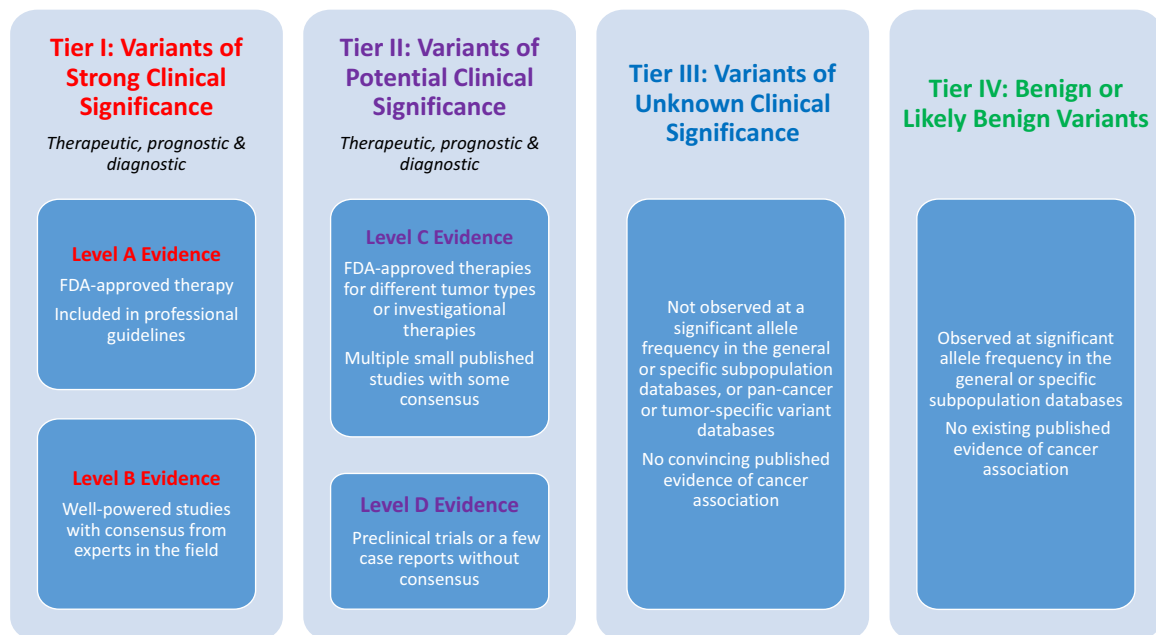 Tier I: Variants of
Strong Clinical
Significance
Therapeutic, prognostic &
diagnostic
Level A Evidence
FDA-approved therapy
Included in professional
guidelines
Level B Evidence
Well-powered studies
with consensus from
experts in the field
Tier II: Variants of
Potential Clinical
Significance
Therapeutic, prognostic &
diagnostic
Level C Evidence
FDA-approved therapies
for different tumor types
or investigational
therapies
Multiple small published
studies with some
consensus
Level D Evidence
Preclinical trials or a few
case reports without
consensus
Tier III: Variants of
Unknown Clinical
Significance
Not observed at a
significant allele
frequency in the general
or specific subpopulation
databases, or pan-cancer
or tumor-specific variant
databases
No convincing published
evidence of cancer
association
Tier IV: Benign or
Likely Benign Variants
Observed at significant
allele frequency in the
general or specific
subpopulation databases
No existing published
evidence of cancer
association